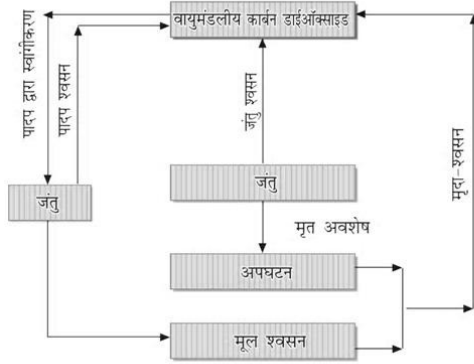 वायुमंडलीय कार्बन डाईऑक्साइड
पादप द्वारा स्वांगीकरण
पादप श्वसन
जंतु श्वसन
मृदा-श्वसन
जंतु
जंतु
मृत अवशेष
अपघटन
मूल श्वसन